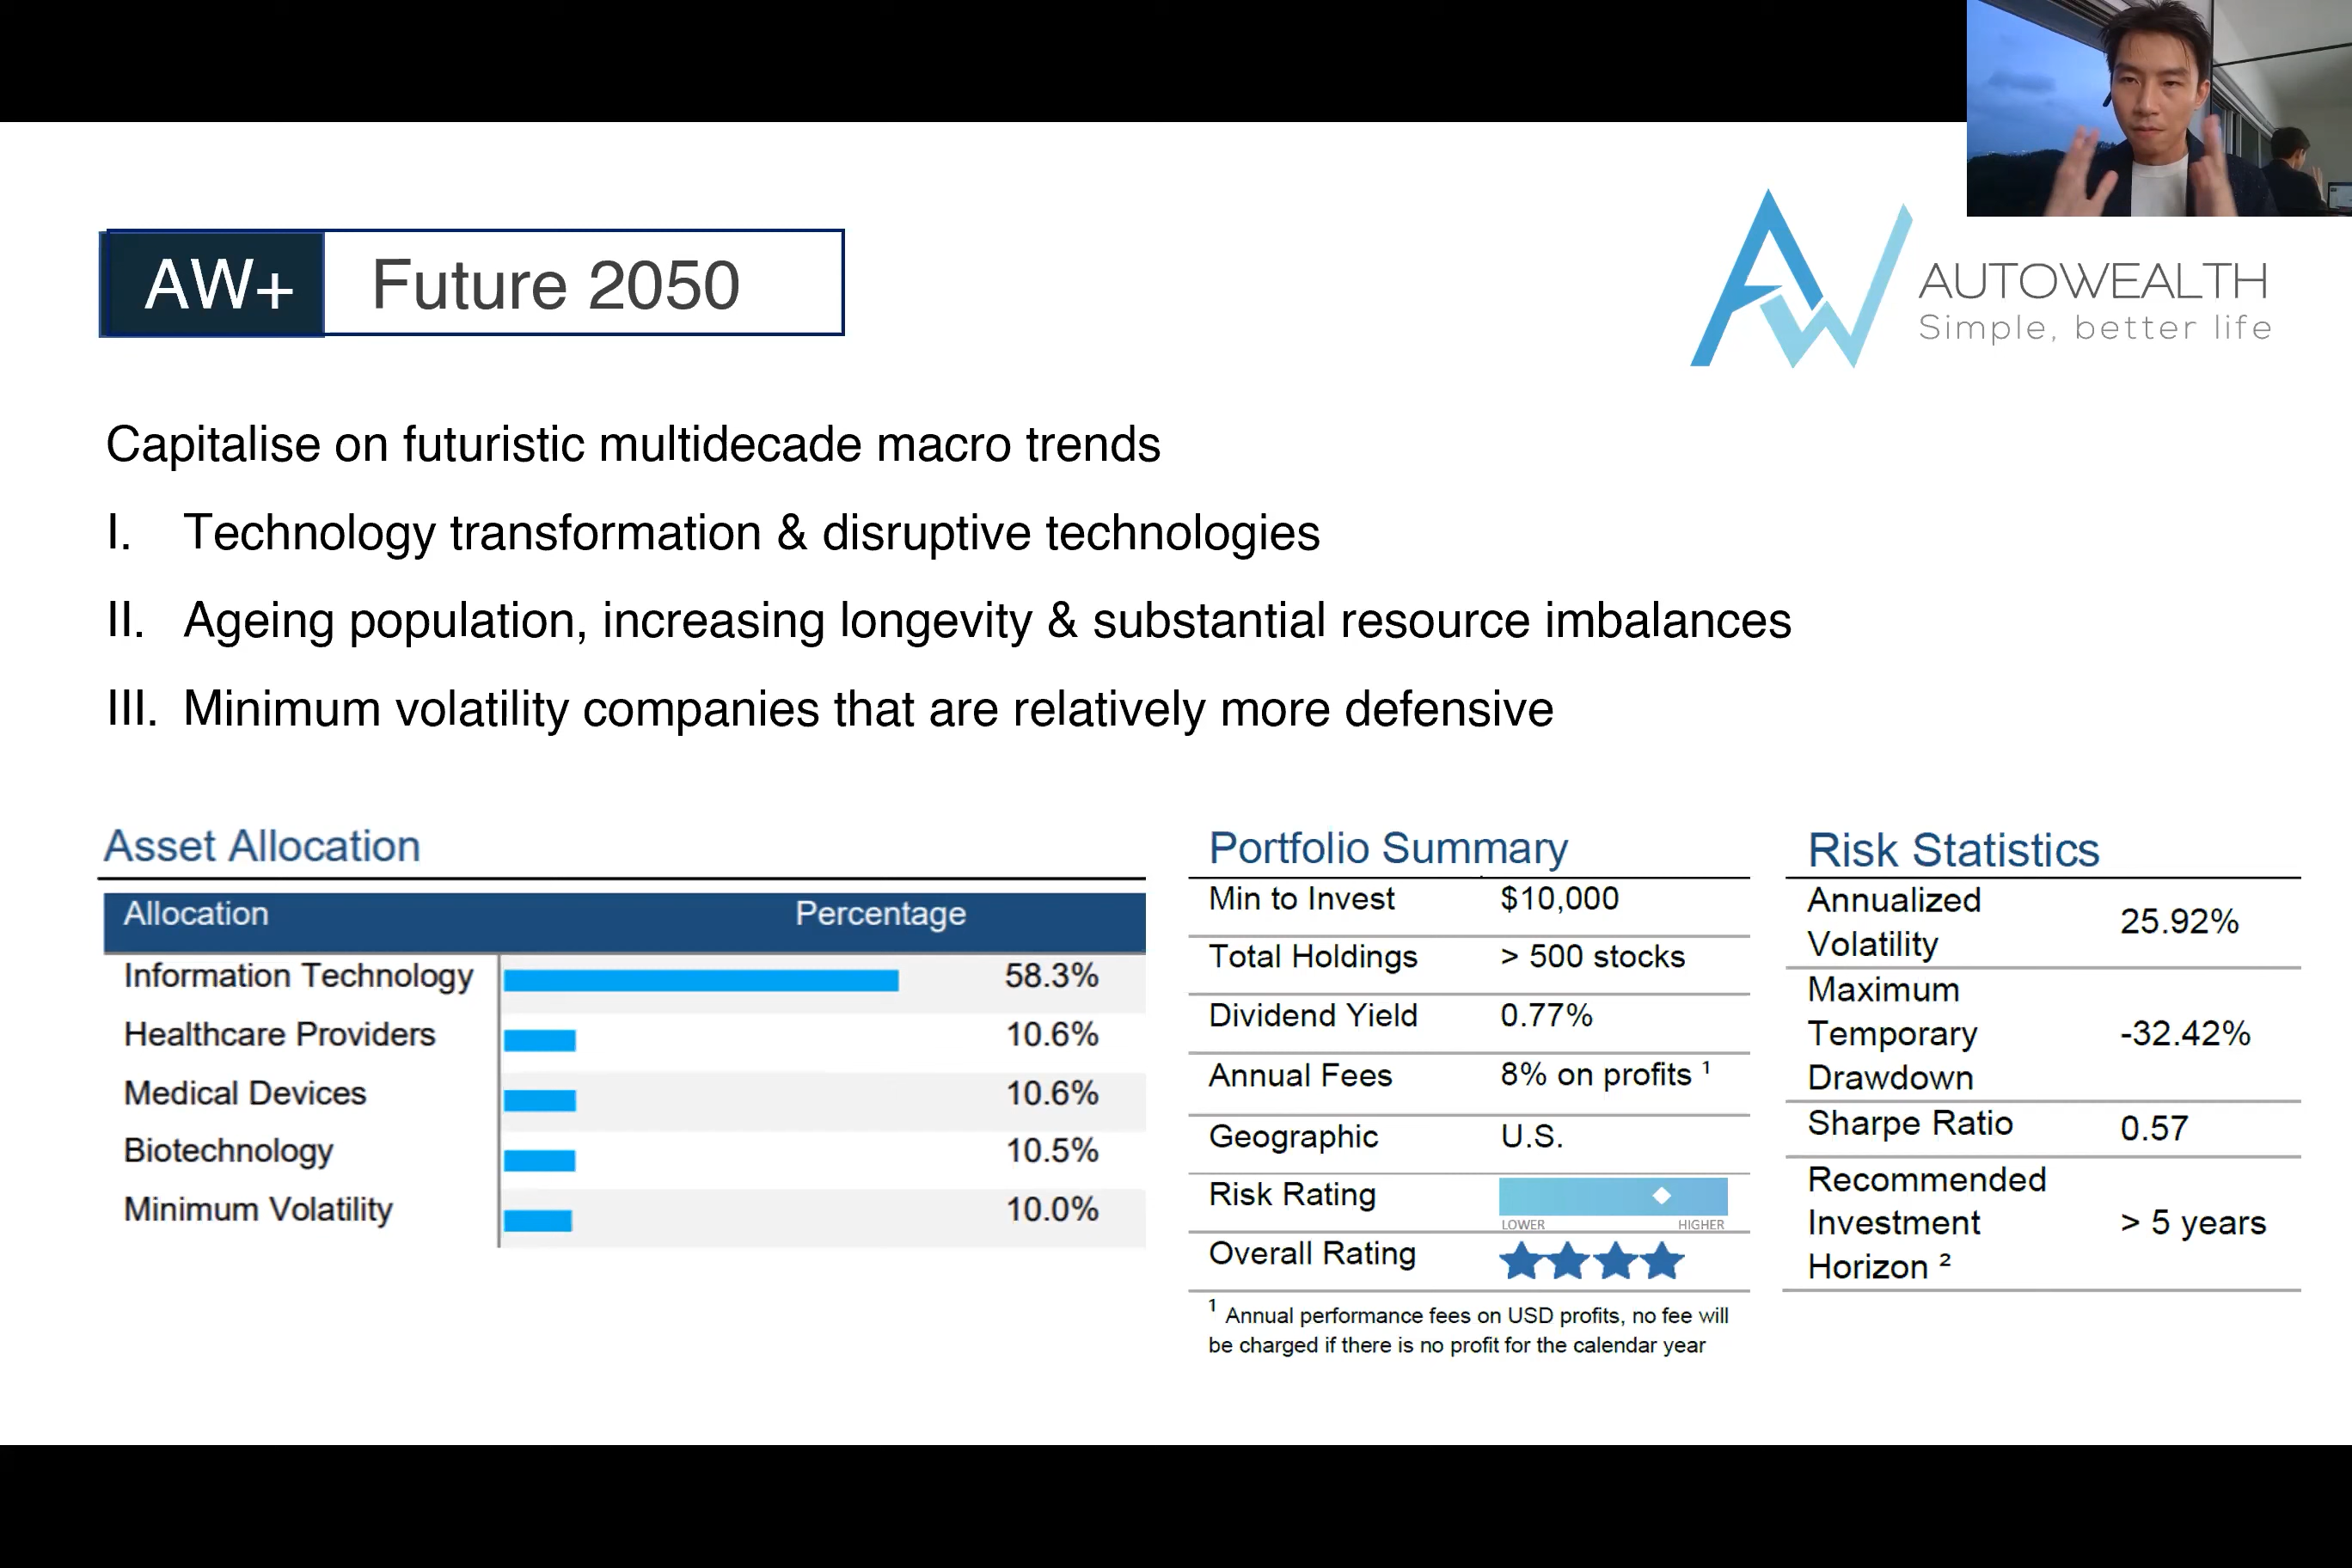 AW+ Future 2050
AUTOWEALTH
Simple, better life
Capitalise on futuristic multidecade macro trends
I. Technology transformation & disruptive technologies
II. Ageing population, increasing longevity & substantial resource imbalances
III. Minimum volatility companies that are relatively more defensive
Asset Allocation
Allocation Percentage
Information Technology 58.3%
Healthcare Providers 10.6%
Medical Devices 10.6%
Biotechnology 10.5%
Minimum Volatility 10.0%
Portfolio Summary
Min to Invest $10,000
Total Holdings > 500 stocks
Dividend Yield 0.77%
Annual Fees 8% on profits ¹
Geographic U.S.
Risk Rating
LOWER HIGHER
Overall Rating
¹ Annual performance fees on USD profits, no fee will
be charged if there is no profit for the calendar year
Risk Statistics
Annualized
Volatility 25.92%
Maximum
Temporary -32.42%
Drawdown
Sharpe Ratio 0.57
Recommended
Investment > 5 years
Horizon ²